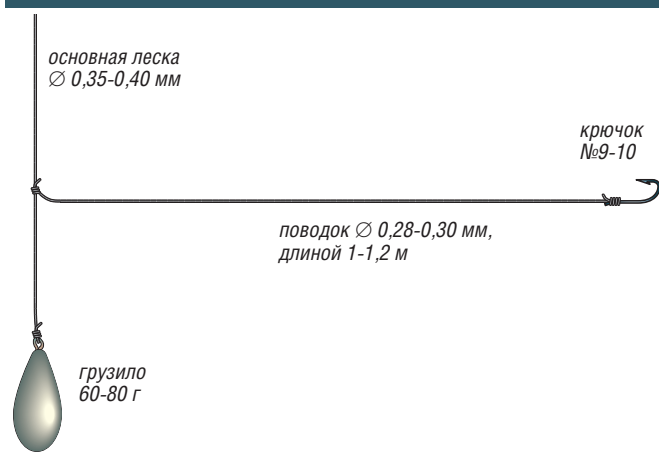 основная леска
∅ 0,35-0,40 мм
крючок
№9-10
поводок ∅ 0,28-0,30 мм,
длиной 1-1,2 м
грузило
60-80 г